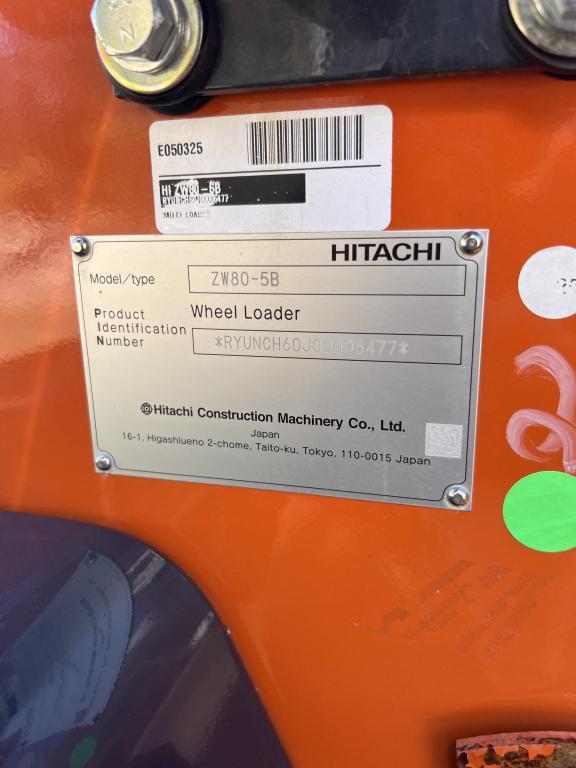 N
E050325
HI ZW80-5B
RYUNCH60J00006477
WHEEL LOADER
HITACHI
Model/type ZW80-5B
Product Wheel Loader
Identification
Number *RYUNCH60J00006477*
Hitachi Construction Machinery Co., Ltd.
Japan
16-1, Higashiueno 2-chome, Taito-ku, Tokyo, 110-0015 Japan